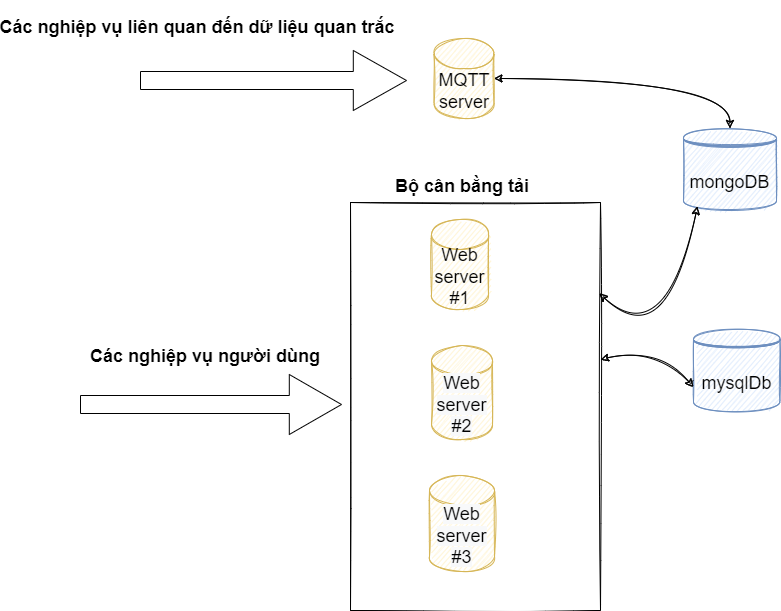 Các nghiệp vụ liên quan đến dữ liệu quan trắc
MQTT
server
mongoDB
Bộ cân bằng tải
Web
server
#1
Các nghiệp vụ người dùng
Web
server
#2
mysqlDb
Web
server
#3